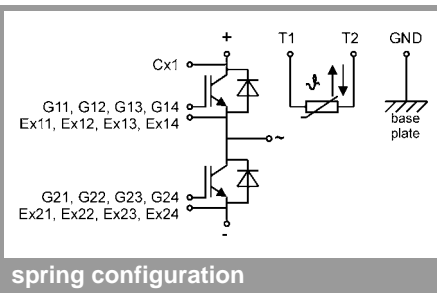 + T1 T2 GND
Cx1
ϑ
G11, G12, G13, G14
Ex11, Ex12, Ex13, Ex14
base
plate
~
G21, G22, G23, G24
Ex21, Ex22, Ex23, Ex24
-
spring configuration